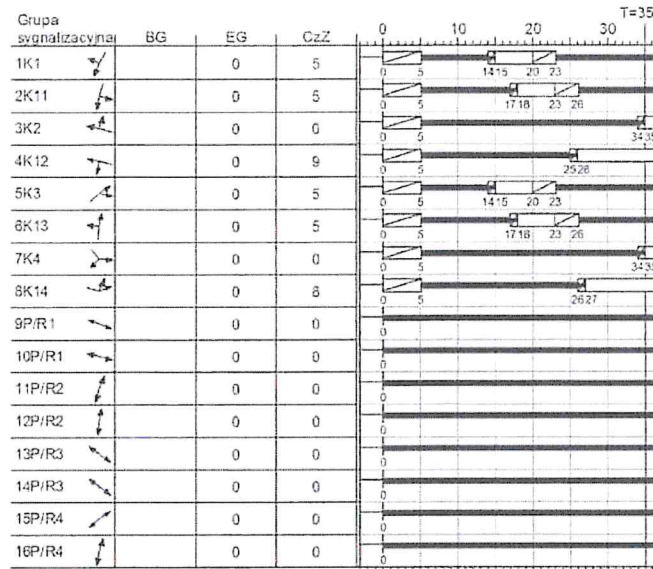 T=35
Grupa
sygnalizacyjna BG EG CzZ 0 10 20 30
1K1 0 5 0 5 14 15 20 23
2K11 0 5 0 5 17 18 23 26
3K2 0 0 0 5 34 35
4K12 0 9 0 5 25 26
5K3 0 5 0 5 14 15 20 23
6K13 0 5 0 5 17 18 23 26
7K4 0 0 0 5 34 35
8K14 0 8 0 5 26 27
9P/R1 0 0 0
10P/R1 0 0 0
11P/R2 0 0 0
12P/R2 0 0 0
13P/R3 0 0 0
14P/R3 0 0 0
15P/R4 0 0 0
16P/R4 0 0 0